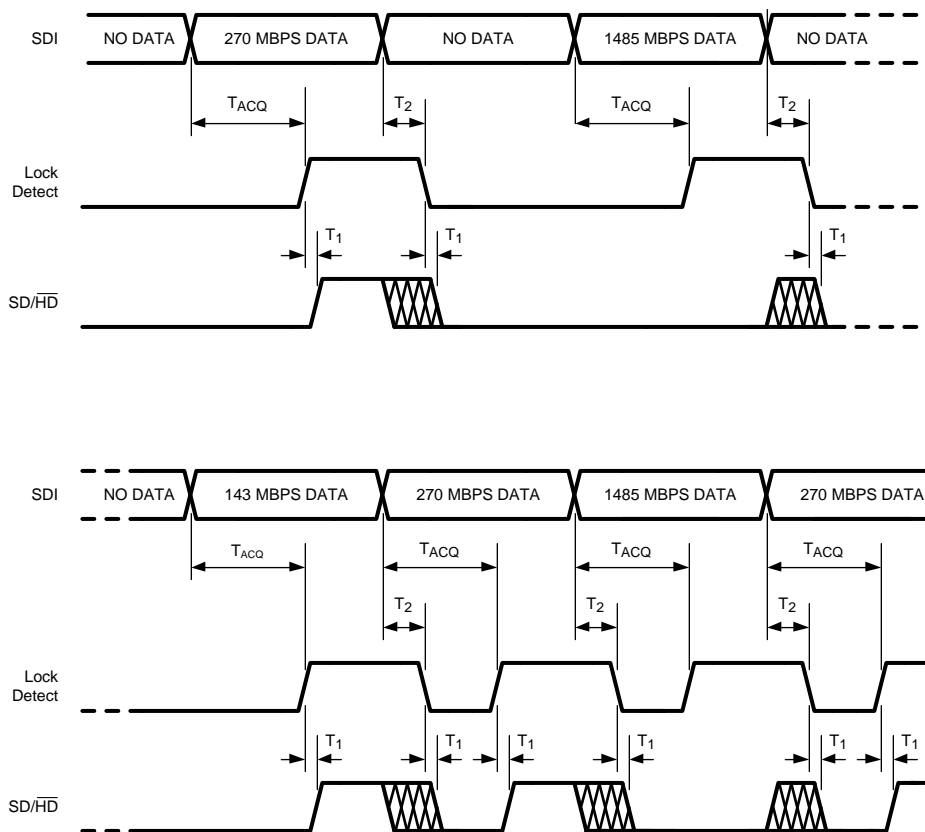 SDI NO DATA 270 MBPS DATA NO DATA 1485 MBPS DATA NO DATA
TACQ T2 TACQ T2
Lock
Detect
T1 T1 T1
SD/HD
SDI NO DATA 143 MBPS DATA 270 MBPS DATA 1485 MBPS DATA 270 MBPS DATA
TACQ TACQ TACQ TACQ
T2 T2 T2
Lock
Detect
T1 T1 T1 T1 T1 T1
SD/HD